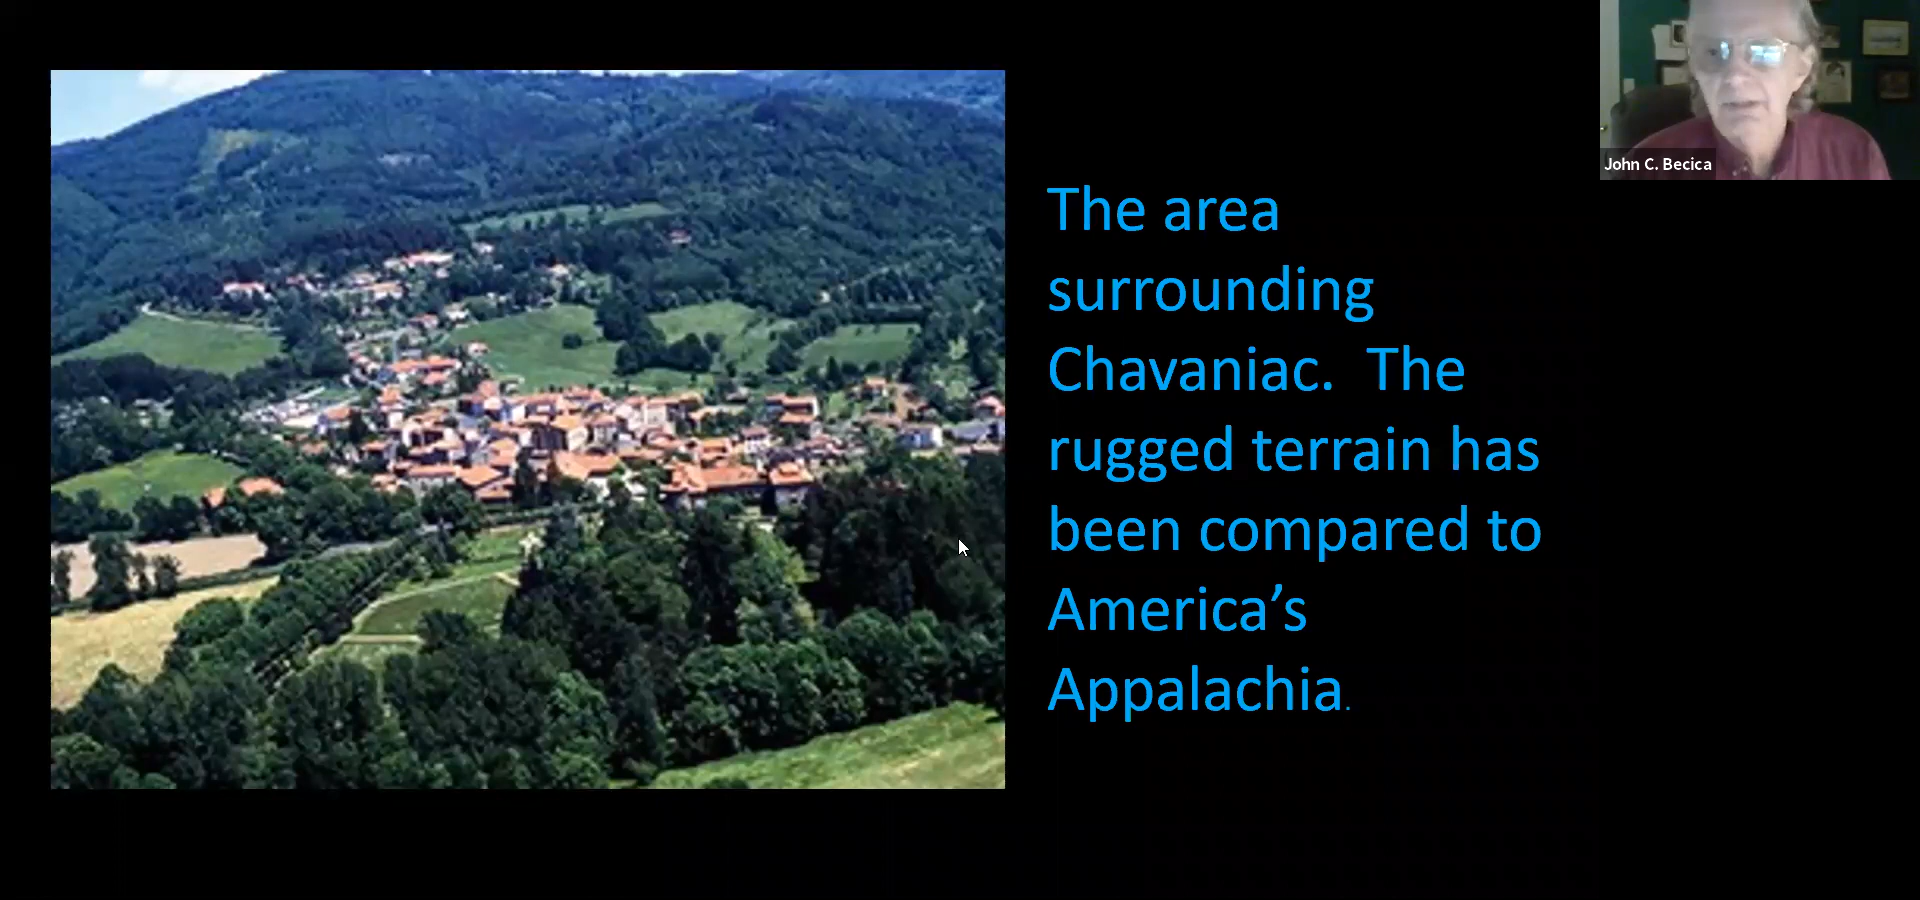 John C. Becica
The area
surrounding
Chavaniac.  The
rugged terrain has
been compared to
America’s
Appalachia.